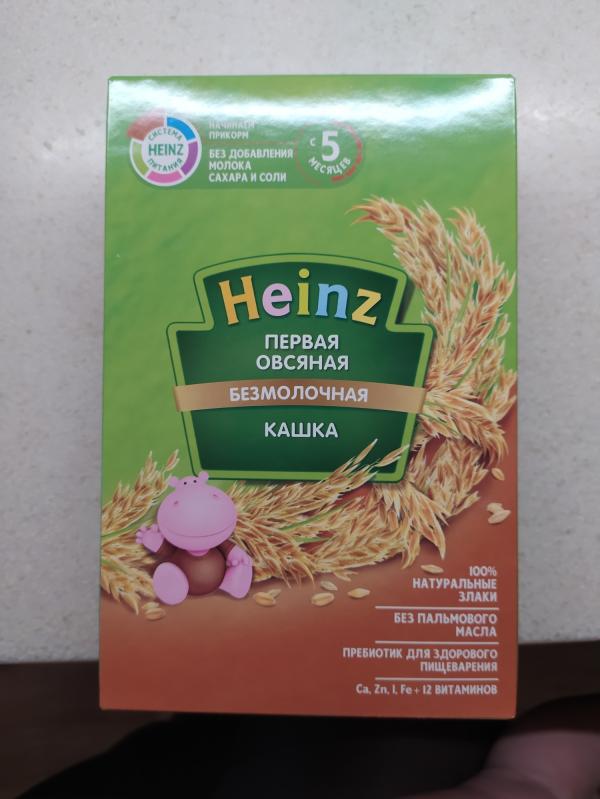 НАЧИНАЕМ
ПРИКОРМ
БЕЗ ДОБАВЛЕНИЯ
МОЛОКА
САХАРА И СОЛИ
СИСТЕМА
HEINZ
ПИТАНИЯ
С 5
МЕСЯЦЕВ
Heinz
ПЕРВАЯ
ОВСЯНАЯ
БЕЗМОЛОЧНАЯ
КАШКА
100%
НАТУРАЛЬНЫЕ
ЗЛАКИ
БЕЗ ПАЛЬМОВОГО
МАСЛА
ПРЕБИОТИК ДЛЯ ЗДОРОВОГО
ПИЩЕВАРЕНИЯ
Ca, Zn, I, Fe + 12 ВИТАМИНОВ